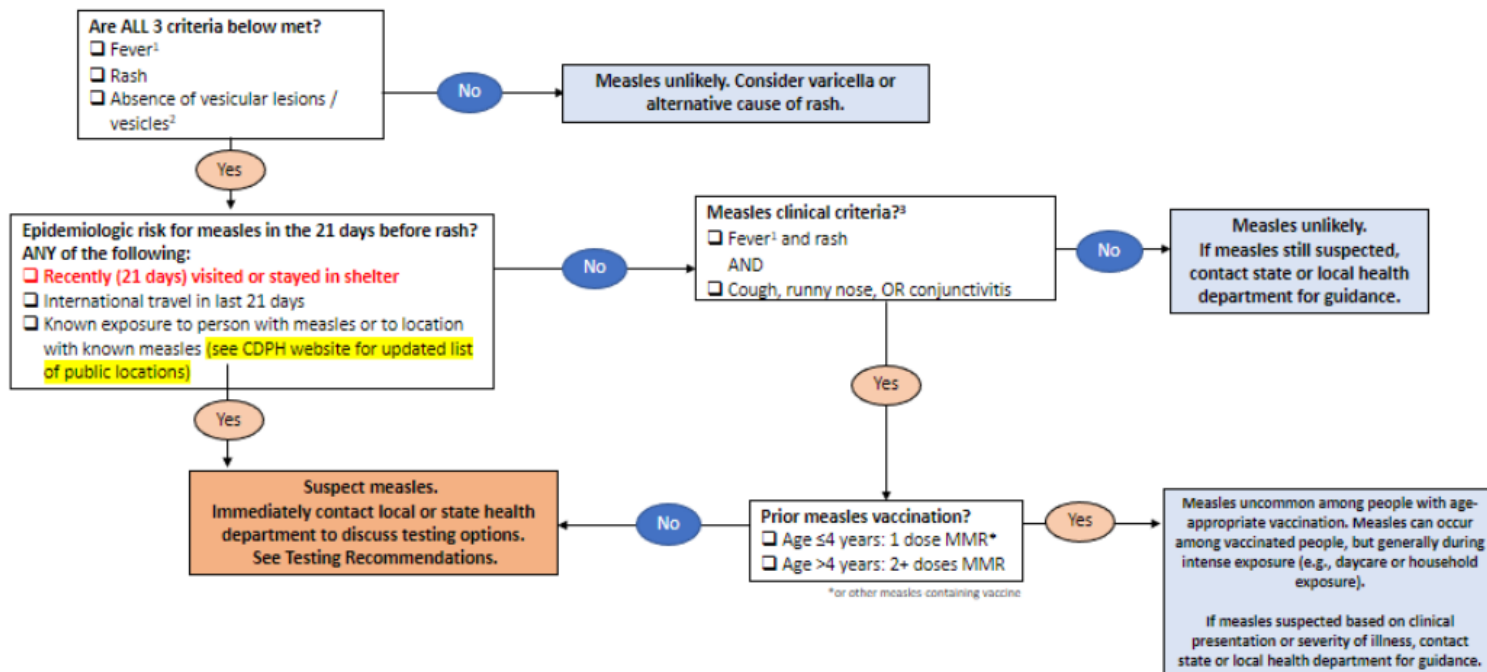 Are ALL 3 criteria below met?
❑ Fever¹
❑ Rash
❑ Absence of vesicular lesions /
vesicles²
No
Measles unlikely. Consider varicella or
alternative cause of rash.
Yes
Epidemiologic risk for measles in the 21 days before rash?
ANY of the following:
❑ Recently (21 days) visited or stayed in shelter
❑ International travel in last 21 days
❑ Known exposure to person with measles or to location
with known measles (see CDPH website for updated list
of public locations)
No
Measles clinical criteria?³
❑ Fever¹ and rash
AND
❑ Cough, runny nose, OR conjunctivitis
No
Measles unlikely.
If measles still suspected,
contact state or local health
department for guidance.
Yes
Yes
Suspect measles.
Immediately contact local or state health
department to discuss testing options.
See Testing Recommendations.
No
Prior measles vaccination?
❑ Age ≤4 years: 1 dose MMR*
❑ Age >4 years: 2+ doses MMR
*or other measles containing vaccine
Yes
Measles uncommon among people with age-
appropriate vaccination. Measles can occur
among vaccinated people, but generally during
intense exposure (e.g., daycare or household
exposure).
If measles suspected based on clinical
presentation or severity of illness, contact
state or local health department for guidance.